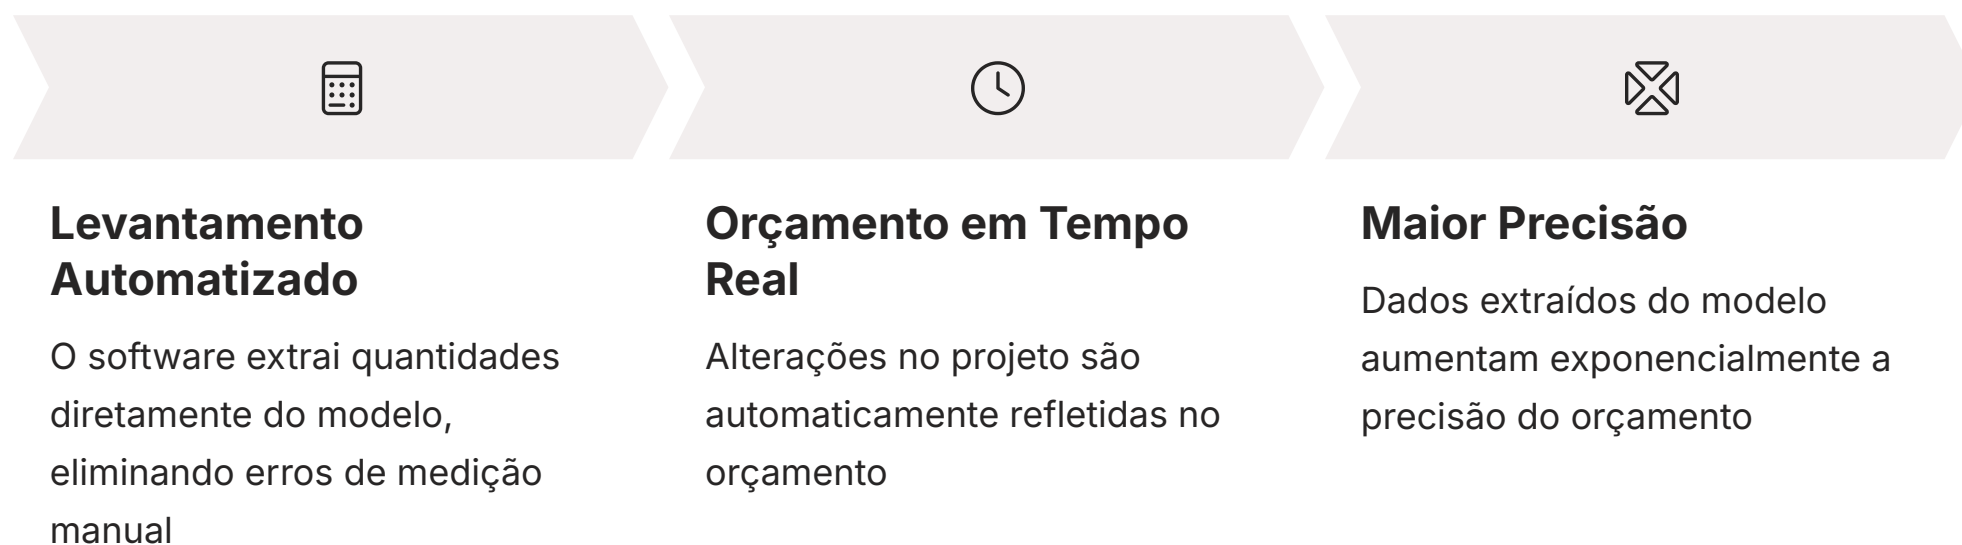 Levantamento
Automatizado
O software extrai quantidades
diretamente do modelo,
eliminando erros de medição
manual
Orçamento em Tempo
Real
Alterações no projeto são
automaticamente refletidas no
orçamento
Maior Precisão
Dados extraídos do modelo
aumentam exponencialmente a
precisão do orçamento